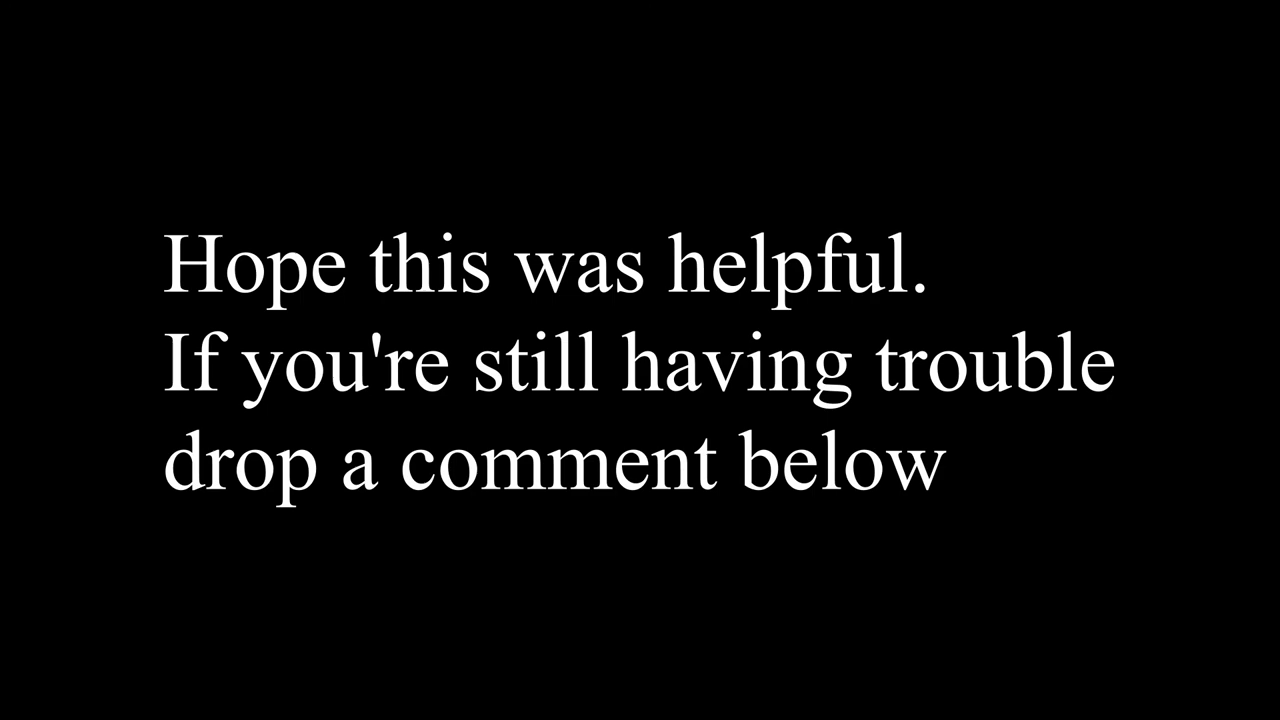 Hope this was helpful.
If you're still having trouble
drop a comment below